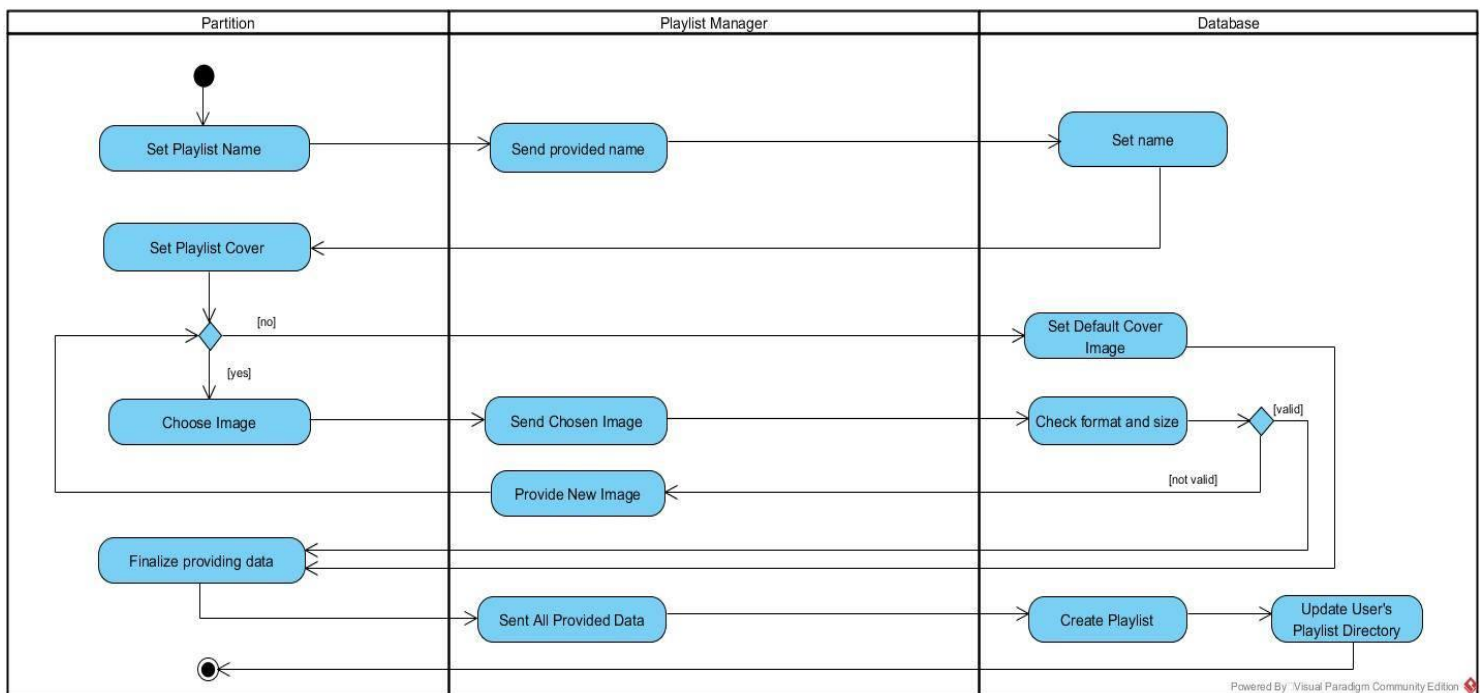 Partition
Playlist Manager
Database
Set Playlist Name
Send provided name
Set name
Set Playlist Cover
[no]
Set Default Cover
Image
[yes]
Choose Image
Send Chosen Image
Check format and size
[valid]
[not valid]
Provide New Image
Finalize providing data
Sent All Provided Data
Create Playlist
Update User's
Playlist Directory
Powered By Visual Paradigm Community Edition